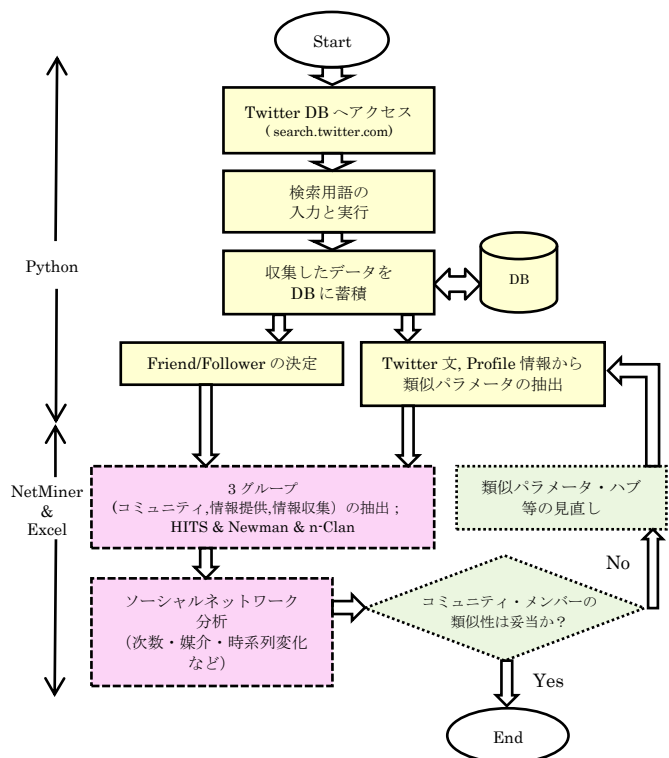 Start
Twitter DB へアクセス
( search.twitter.com)
検索用語の
入力と実行
収集したデータを
DB に蓄積
DB
Python
Friend/Follower の決定
Twitter 文, Profile 情報から
類似パラメータの抽出
NetMiner
&
Excel
3 グループ
(コミュニティ,情報提供,情報収集）の抽出 ;
HITS & Newman & n-Clan
類似パラメータ・ハブ
等の見直し
No
ソーシャルネットワーク
分析
（次数・媒介・時系列変化
など）
コミュニティ・メンバーの
類似性は妥当か？
Yes
End